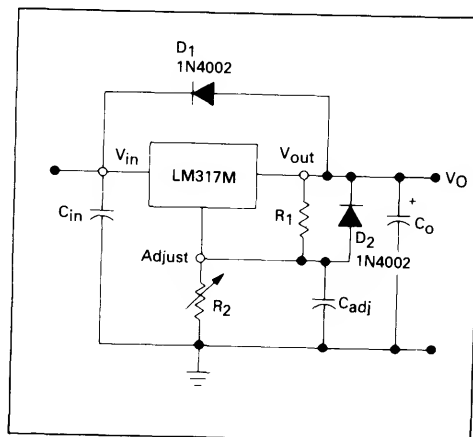 D1
1N4002
Vin
LM317M
Vout
VO
Cin
R1
D2
1N4002
+
Co
Adjust
R2
Cadj